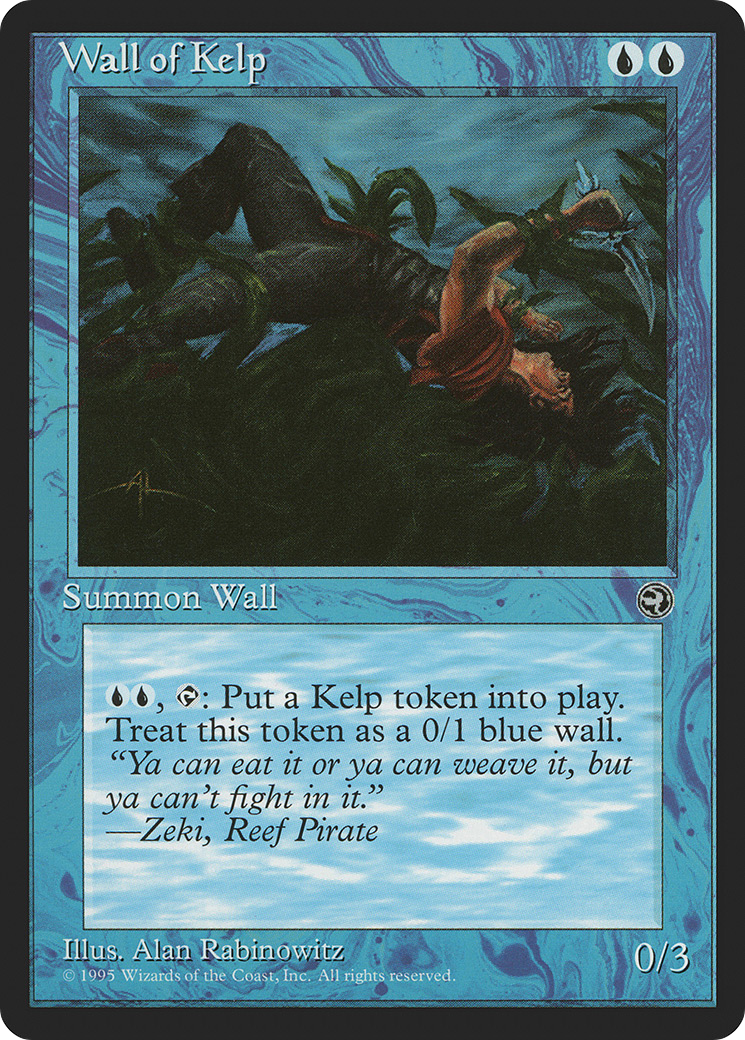 Wall of Kelp
Summon Wall
, : Put a Kelp token into play.
Treat this token as a 0/1 blue wall.
“Ya can eat it or ya can weave it, but
ya can’t fight in it.”
—Zeki, Reef Pirate
Illus. Alan Rabinowitz
© 1995 Wizards of the Coast, Inc. All rights reserved.
0/3